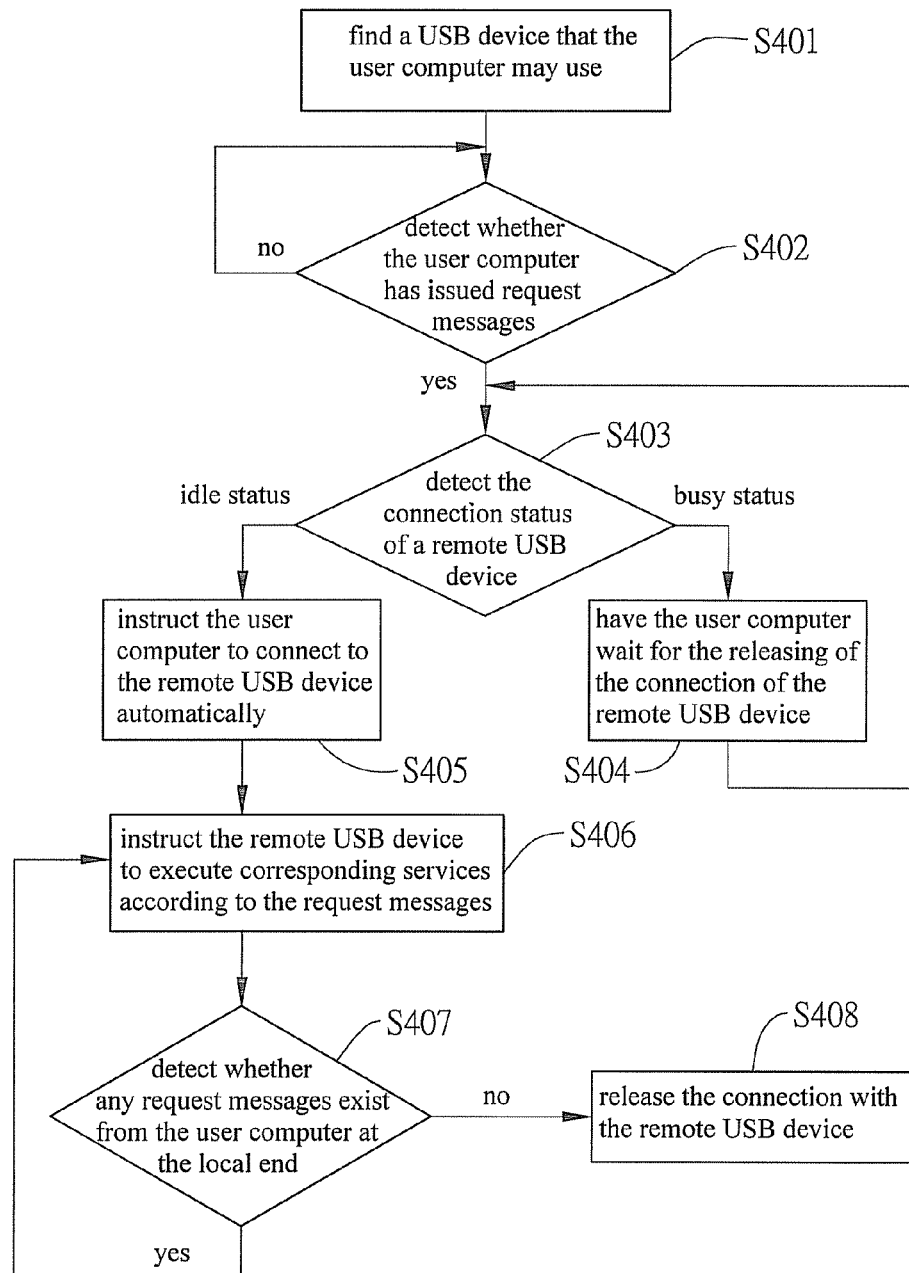 find a USB device that the
user computer may use
S401
detect whether
the user computer
has issued request
messages
no
S402
yes
S403
idle status
detect the
connection status
of a remote USB
device
busy status
instruct the user
computer to connect to
the remote USB device
automatically
have the user computer
wait for the releasing of
the connection of the
remote USB device
S405
S404
instruct the remote USB device
to execute corresponding services
according to the request messages
S406
S407
detect whether
any request messages exist
from the user computer at
the local end
no
S408
release the connection with
the remote USB device
yes